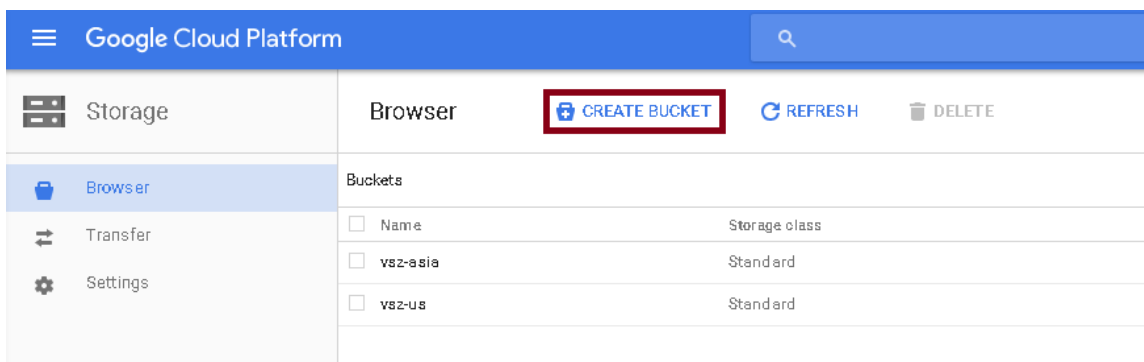 Google Cloud Platform
Storage
Browser CREATE BUCKET REFRESH DELETE
Browser
Transfer
Settings
Buckets
Name Storage class
vsz-asia Standard
vsz-us Standard